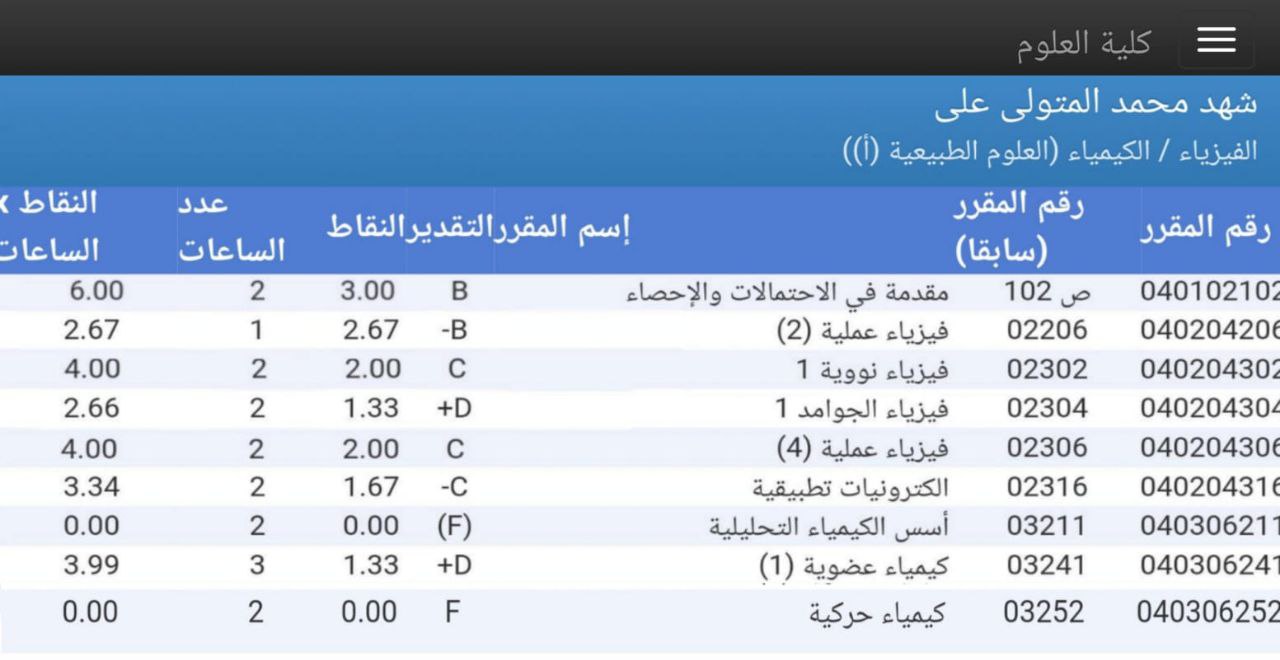 كلية العلوم
شهد محمد المتولى على
الفيزياء / الكيمياء (العلوم الطبيعية (أ))
رقم المقرر رقم المقرر (سابقا) إسم المقرر التقدير النقاط عدد الساعات النقاط x الساعات
040102102 ص 102 مقدمة في الاحتمالات والإحصاء B 3.00 2 6.00
040204206 02206 فيزياء عملية (2) B- 2.67 1 2.67
040204302 02302 فيزياء نووية 1 C 2.00 2 4.00
040204304 02304 فيزياء الجوامد 1 D+ 1.33 2 2.66
040204306 02306 فيزياء عملية (4) C 2.00 2 4.00
040204316 02316 الكترونيات تطبيقية C- 1.67 2 3.34
040306211 03211 أسس الكيمياء التحليلية (F) 0.00 2 0.00
040306241 03241 كيمياء عضوية (1) D+ 1.33 3 3.99
040306252 03252 كيمياء حركية F 0.00 2 0.00